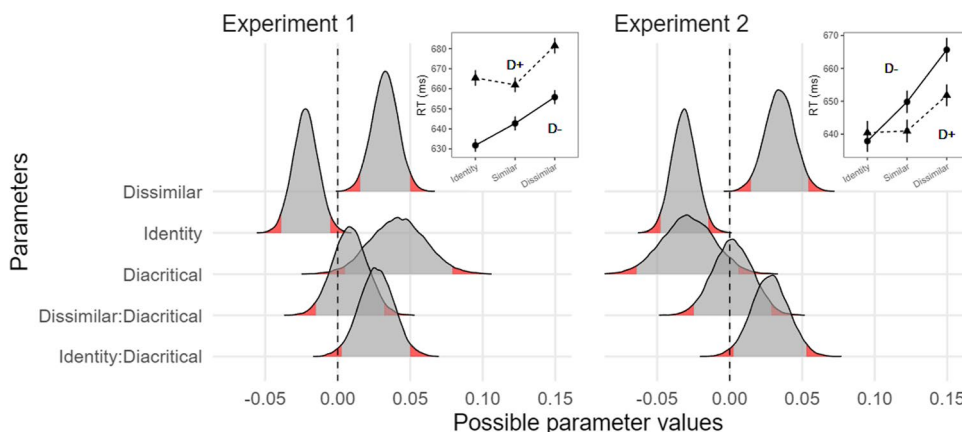 Experiment 1
Experiment 2
Parameters
Dissimilar
Identity
Diacritical
Dissimilar:Diacritical
Identity:Diacritical
RT (ms)
680
670
660
650
640
630
D+
D-
Identity
Similar
Dissimilar
RT (ms)
670
660
650
640
D-
D+
Identity
Similar
Dissimilar
-0.05 0.00 0.05 0.10 0.15
-0.05 0.00 0.05 0.10 0.15
Possible parameter values